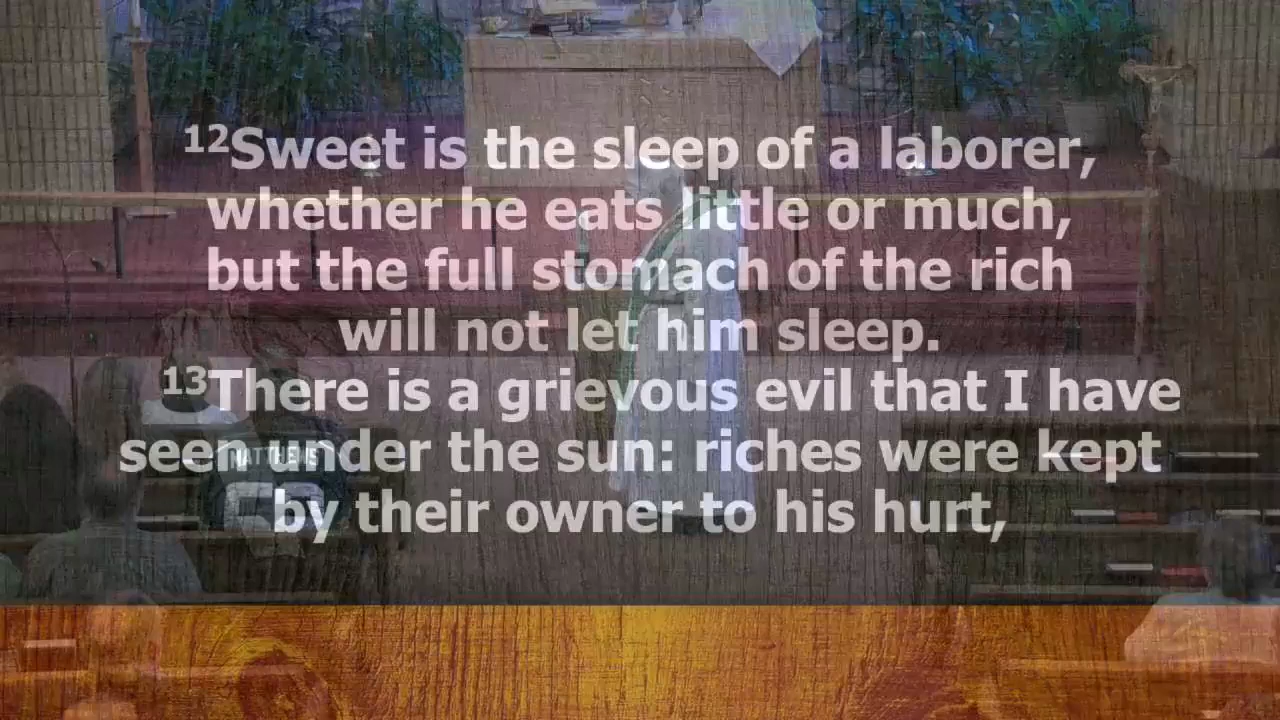 12Sweet is the sleep of a laborer,
whether he eats little or much,
but the full stomach of the rich
will not let him sleep.
13There is a grievous evil that I have
seen under the sun: riches were kept
MATTHEWS
by their owner to his hurt,
52